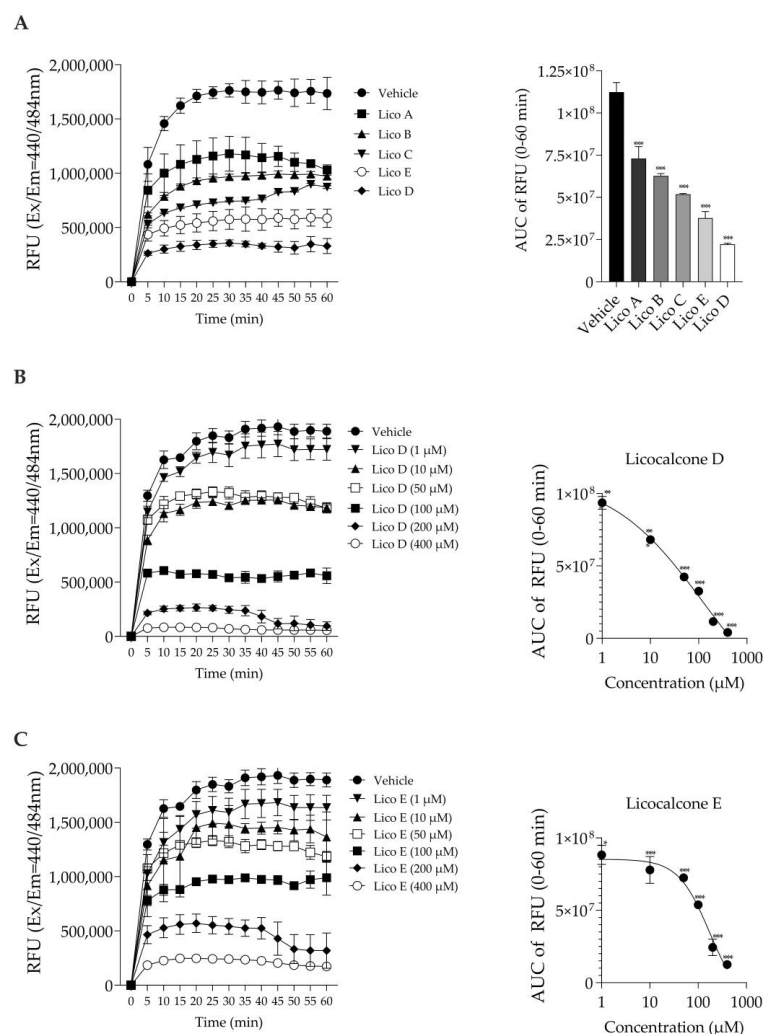 A
RFU (Ex/Em=440/484nm)
2,000,000
1,500,000
1,000,000
500,000
0
0 5 10 15 20 25 30 35 40 45 50 55 60
Time (min)
Vehicle
Lico A
Lico B
Lico C
Lico E
Lico D
AUC of RFU (0-60 min)
1.25×10⁸
1×10⁸
7.5×10⁷
5×10⁷
2.5×10⁷
0
*** *** *** *** ***
Vehicle Lico A Lico B Lico C Lico E Lico D
B
RFU (Ex/Em=440/484nm)
2,000,000
1,500,000
1,000,000
500,000
0
0 5 10 15 20 25 30 35 40 45 50 55 60
Time (min)
Vehicle
Lico D (1 μM)
Lico D (10 μM)
Lico D (50 μM)
Lico D (100 μM)
Lico D (200 μM)
Lico D (400 μM)
Licocalcone D
AUC of RFU (0-60 min)
1×10⁸
5×10⁷
0
** ** * *** *** *** ***
1 10 100 1000
Concentration (μM)
C
RFU (Ex/Em=440/484nm)
2,000,000
1,500,000
1,000,000
500,000
0
0 5 10 15 20 25 30 35 40 45 50 55 60
Time (min)
Vehicle
Lico E (1 μM)
Lico E (10 μM)
Lico E (50 μM)
Lico E (100 μM)
Lico E (200 μM)
Lico E (400 μM)
Licocalcone E
AUC of RFU (0-60 min)
1×10⁸
5×10⁷
0
* *** *** *** *** ***
1 10 100 1000
Concentration (μM)